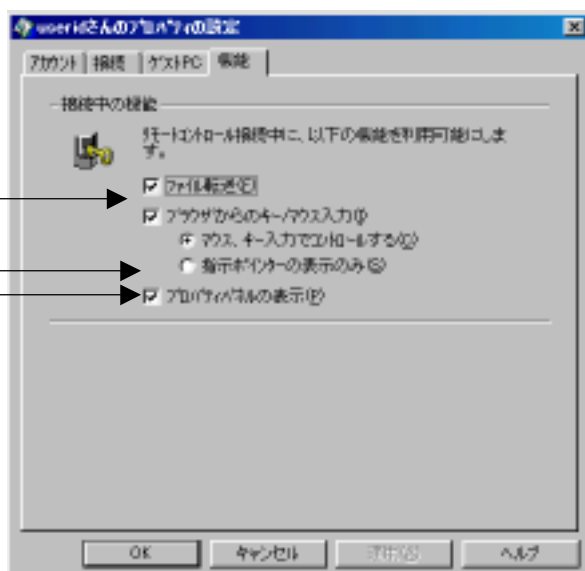 useridさんのプロパティの設定
アカウント 接続 ゲストPC 機能
接続中の機能
リモートコントロール接続中に、以下の機能を利用可能にしま
す。
ファイル転送(E)
ブラウザからのキー/マウス入力(I)
マウス、キー入力でコントロールする(C)
指示ポインターの表示のみ(S)
プロパティパネルの表示(P)
OK キャンセル 適用(A) ヘルプ